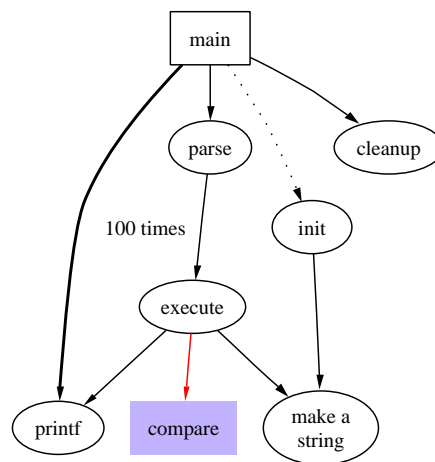 main
parse
cleanup
100 times
init
execute
printf
compare
make a
string